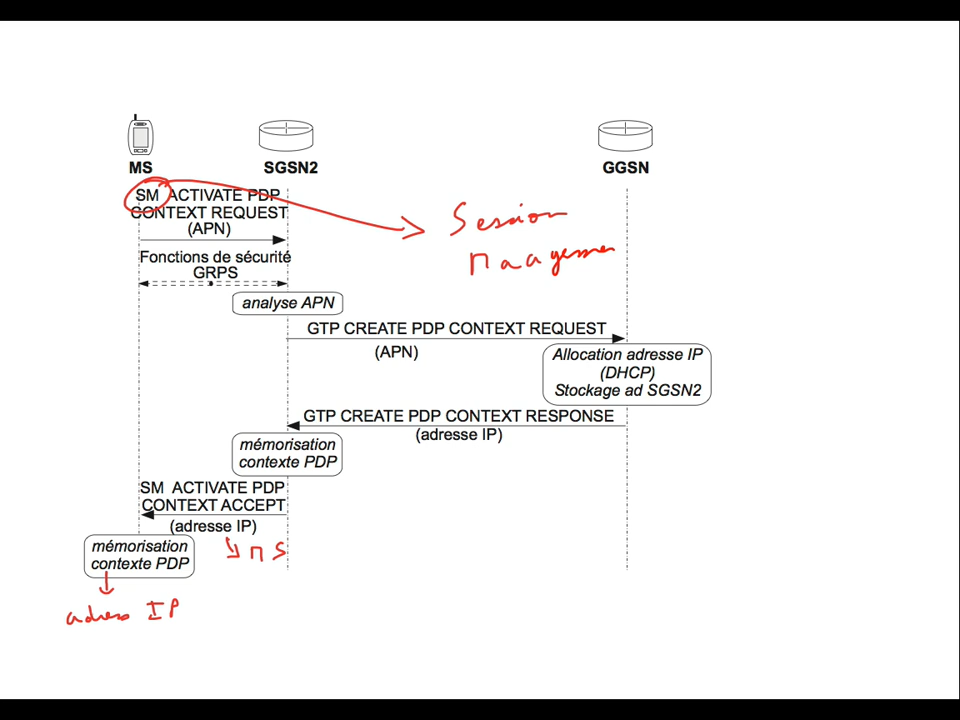 MS
SGSN2
GGSN
SM ACTIVATE PDP
CONTEXT REQUEST
(APN)
Session
Fonctions de sécurité
GRPS
analyse APN
GTP CREATE PDP CONTEXT REQUEST
(APN)
Allocation adresse IP
(DHCP)
Stockage ad SGSN2
GTP CREATE PDP CONTEXT RESPONSE
(adresse IP)
mémorisation
contexte PDP
SM ACTIVATE PDP
CONTEXT ACCEPT
(adresse IP)
MS
mémorisation
contexte PDP
adress IP